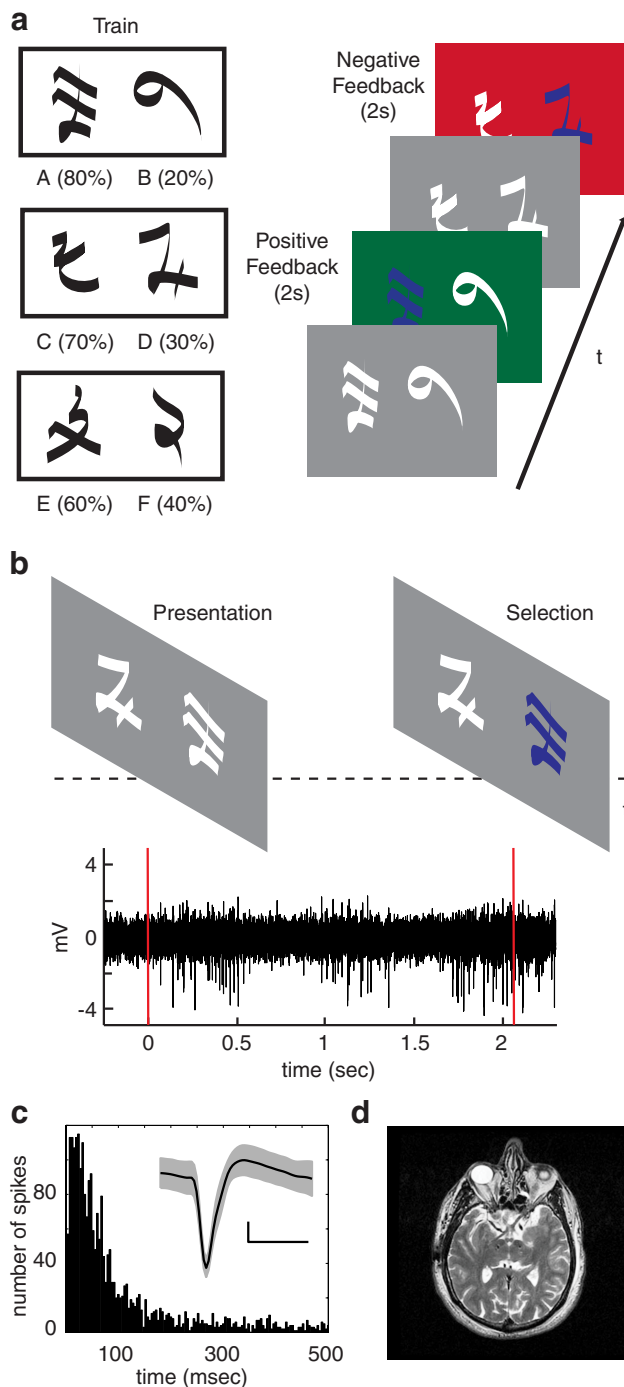 a
Train
A (80%) B (20%)
C (70%) D (30%)
E (60%) F (40%)
Negative
Feedback
(2s)
Positive
Feedback
(2s)
t
b
Presentation
Selection
4
0
-4
mV
0 0.5 1 1.5 2
time (sec)
c
80
40
0
number of spikes
100 300 500
time (msec)
d